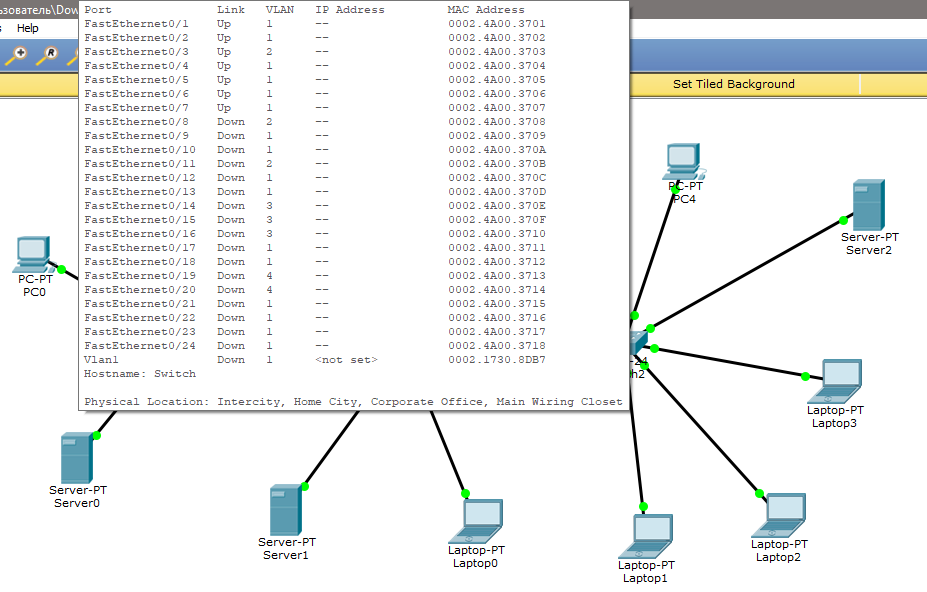 ьзователь\Dow
s Help
Set Tiled Background
Port Link VLAN IP Address MAC Address
FastEthernet0/1 Up 1 -- 0002.4A00.3701
FastEthernet0/2 Up 1 -- 0002.4A00.3702
FastEthernet0/3 Up 2 -- 0002.4A00.3703
FastEthernet0/4 Up 1 -- 0002.4A00.3704
FastEthernet0/5 Up 1 -- 0002.4A00.3705
FastEthernet0/6 Up 1 -- 0002.4A00.3706
FastEthernet0/7 Up 1 -- 0002.4A00.3707
FastEthernet0/8 Down 2 -- 0002.4A00.3708
FastEthernet0/9 Down 1 -- 0002.4A00.3709
FastEthernet0/10 Down 1 -- 0002.4A00.370A
FastEthernet0/11 Down 2 -- 0002.4A00.370B
FastEthernet0/12 Down 1 -- 0002.4A00.370C
FastEthernet0/13 Down 1 -- 0002.4A00.370D
FastEthernet0/14 Down 3 -- 0002.4A00.370E
FastEthernet0/15 Down 3 -- 0002.4A00.370F
FastEthernet0/16 Down 3 -- 0002.4A00.3710
FastEthernet0/17 Down 1 -- 0002.4A00.3711
FastEthernet0/18 Down 1 -- 0002.4A00.3712
FastEthernet0/19 Down 4 -- 0002.4A00.3713
FastEthernet0/20 Down 4 -- 0002.4A00.3714
FastEthernet0/21 Down 1 -- 0002.4A00.3715
FastEthernet0/22 Down 1 -- 0002.4A00.3716
FastEthernet0/23 Down 1 -- 0002.4A00.3717
FastEthernet0/24 Down 1 -- 0002.4A00.3718
Vlan1 Down 1 <not set> 0002.1730.8DB7
Hostname: Switch
Physical Location: Intercity, Home City, Corporate Office, Main Wiring Closet
PC-PT
PC4
Server-PT
Server2
PC-PT
PC0
-24
h2
Laptop-PT
Laptop3
Server-PT
Server0
Server-PT
Server1
Laptop-PT
Laptop0
Laptop-PT
Laptop1
Laptop-PT
Laptop2